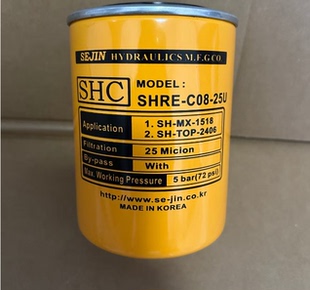 SEJIN HYDRAULICS M.F.G CO.
SHC
MODEL :
SHRE-C08-25U
Application
1. SH-MX-1518
2. SH-TOP-2406
Filtration
25 Micion
By-pass
With
Max. Working Pressure
5 bar(72 psi)
http://www.se-jin.co.kr
MADE IN KOREA